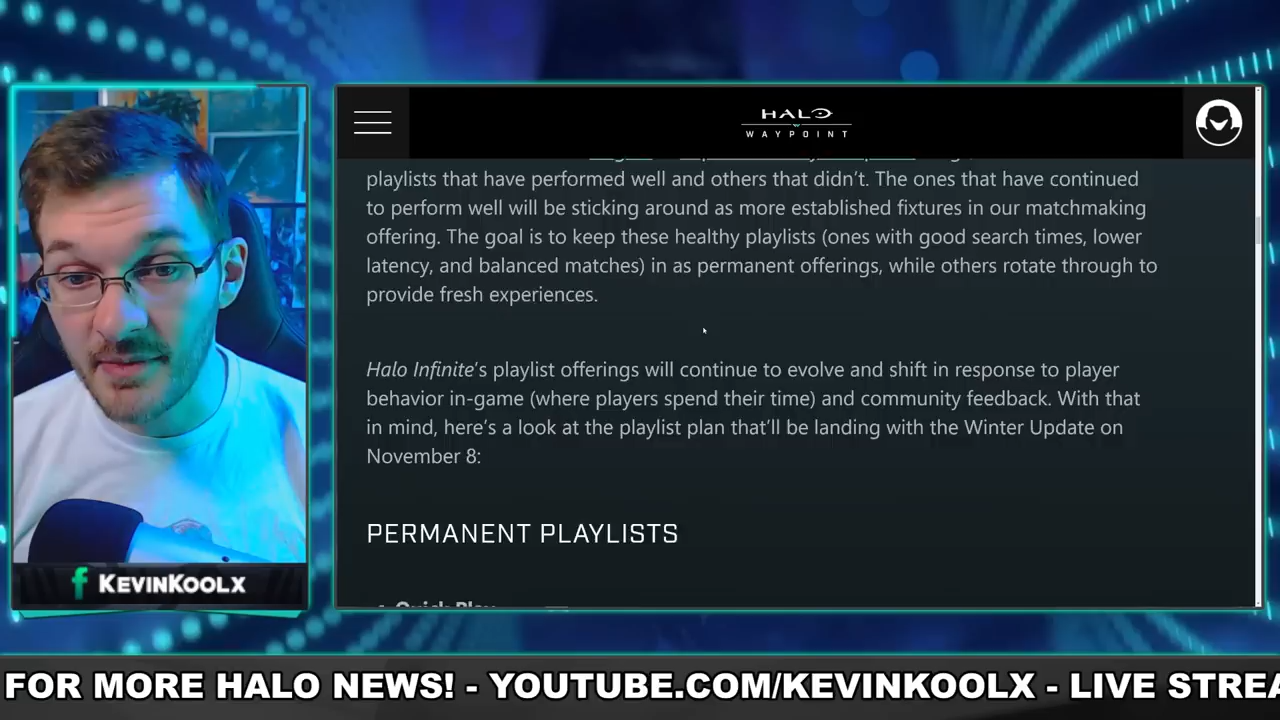 HALO
WAYPOINT
playlists that have performed well and others that didn't. The ones that have continued
to perform well will be sticking around as more established fixtures in our matchmaking
offering. The goal is to keep these healthy playlists (ones with good search times, lower
latency, and balanced matches) in as permanent offerings, while others rotate through to
provide fresh experiences.
Halo Infinite's playlist offerings will continue to evolve and shift in response to player
behavior in-game (where players spend their time) and community feedback. With that
in mind, here's a look at the playlist plan that'll be landing with the Winter Update on
November 8:
PERMANENT PLAYLISTS
Quick Play
f KEVINKOOLX
FOR MORE HALO NEWS! - YOUTUBE.COM/KEVINKOOLX - LIVE STREA